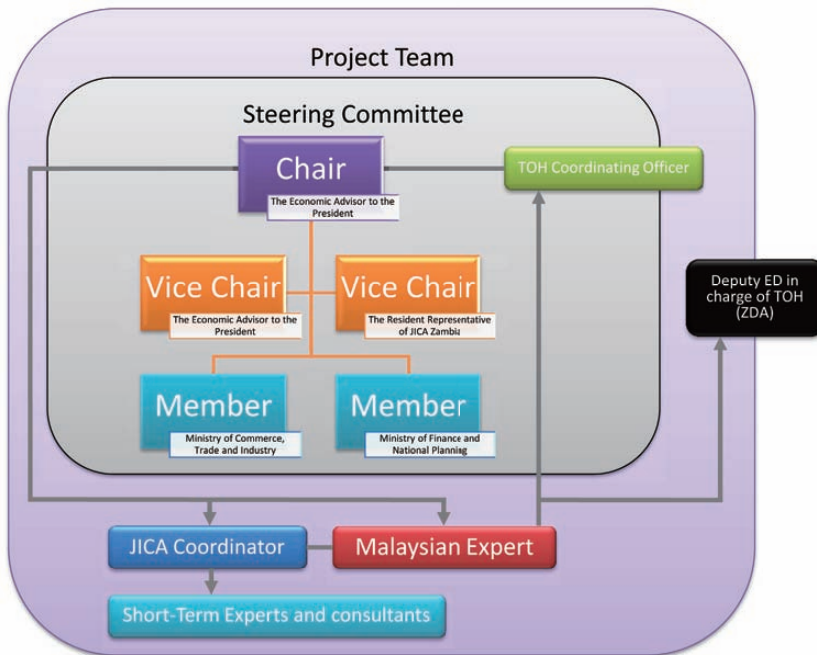 Project Team
Steering Committee
Chair
The Economic Advisor to the
President
TOH Coordinating Officer
Vice Chair
The Economic Advisor to the
President
Vice Chair
The Resident Representative
of JICA Zambia
Deputy ED in
charge of TOH
(ZDA)
Member
Ministry of Commerce,
Trade and Industry
Member
Ministry of Finance and
National Planning
JICA Coordinator
Malaysian Expert
Short-Term Experts and consultants